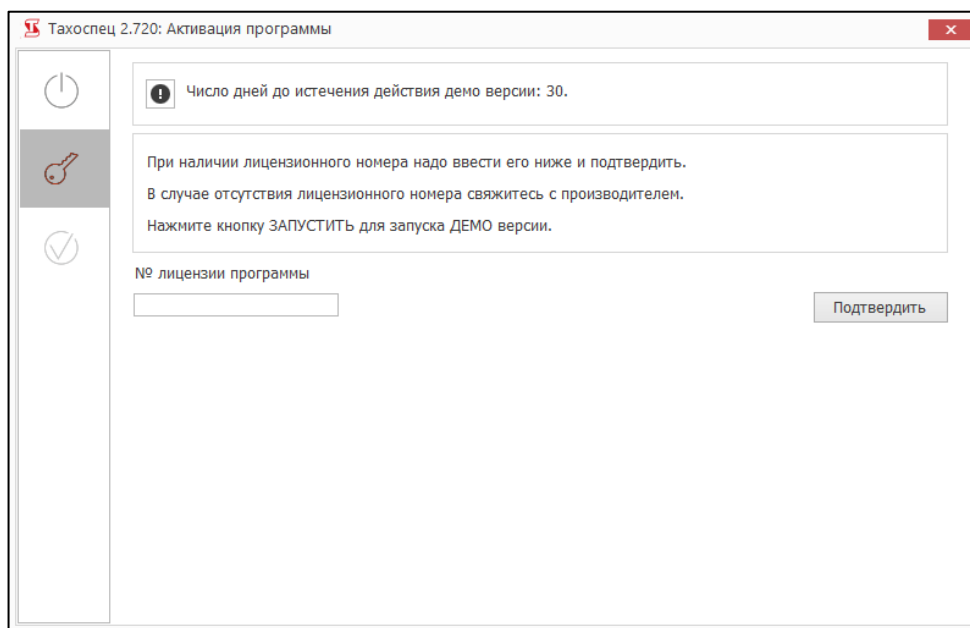 Тахоспец 2.720: Активация программы
Число дней до истечения действия демо версии: 30.
При наличии лицензионного номера надо ввести его ниже и подтвердить.
В случае отсутствия лицензионного номера свяжитесь с производителем.
Нажмите кнопку ЗАПУСТИТЬ для запуска ДЕМО версии.
№ лицензии программы
Подтвердить